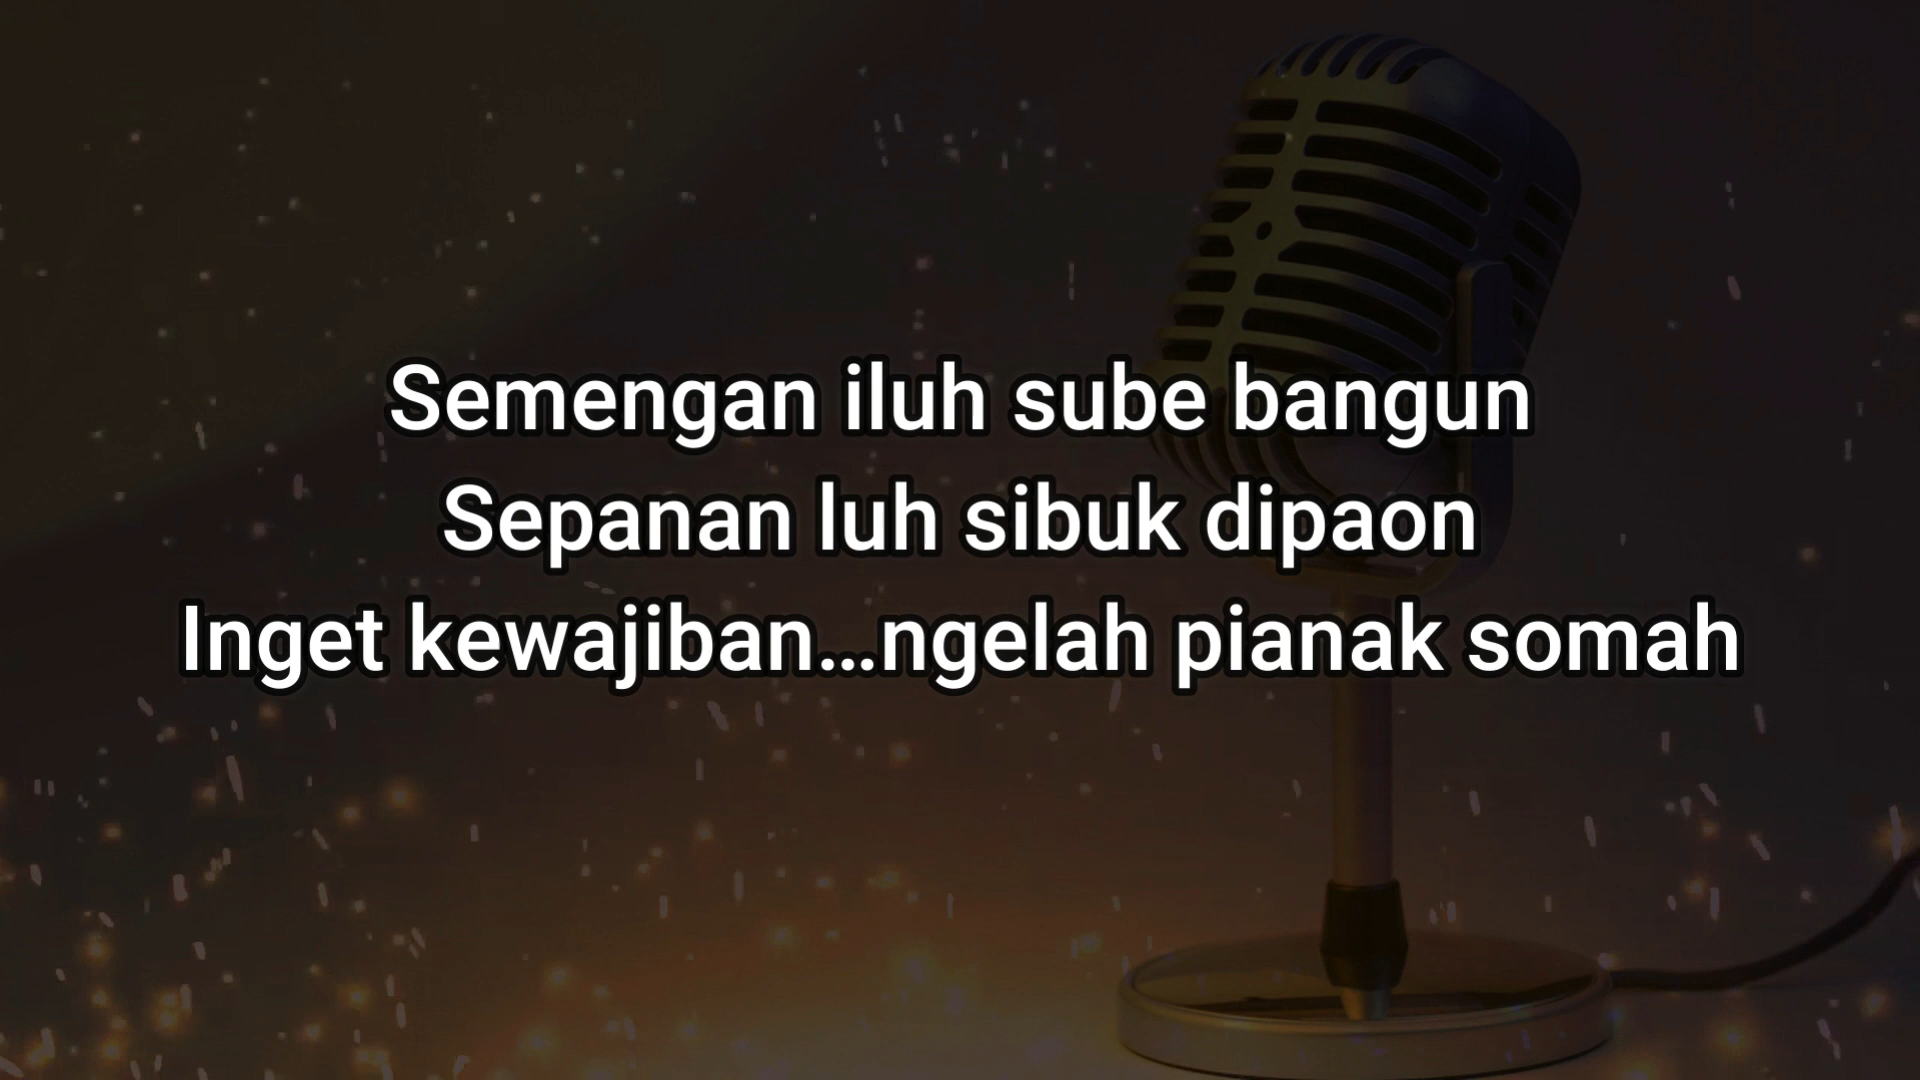 Semengan iluh sube bangun
Sepanan luh sibuk dipaon
Inget kewajiban...ngelah pianak somah